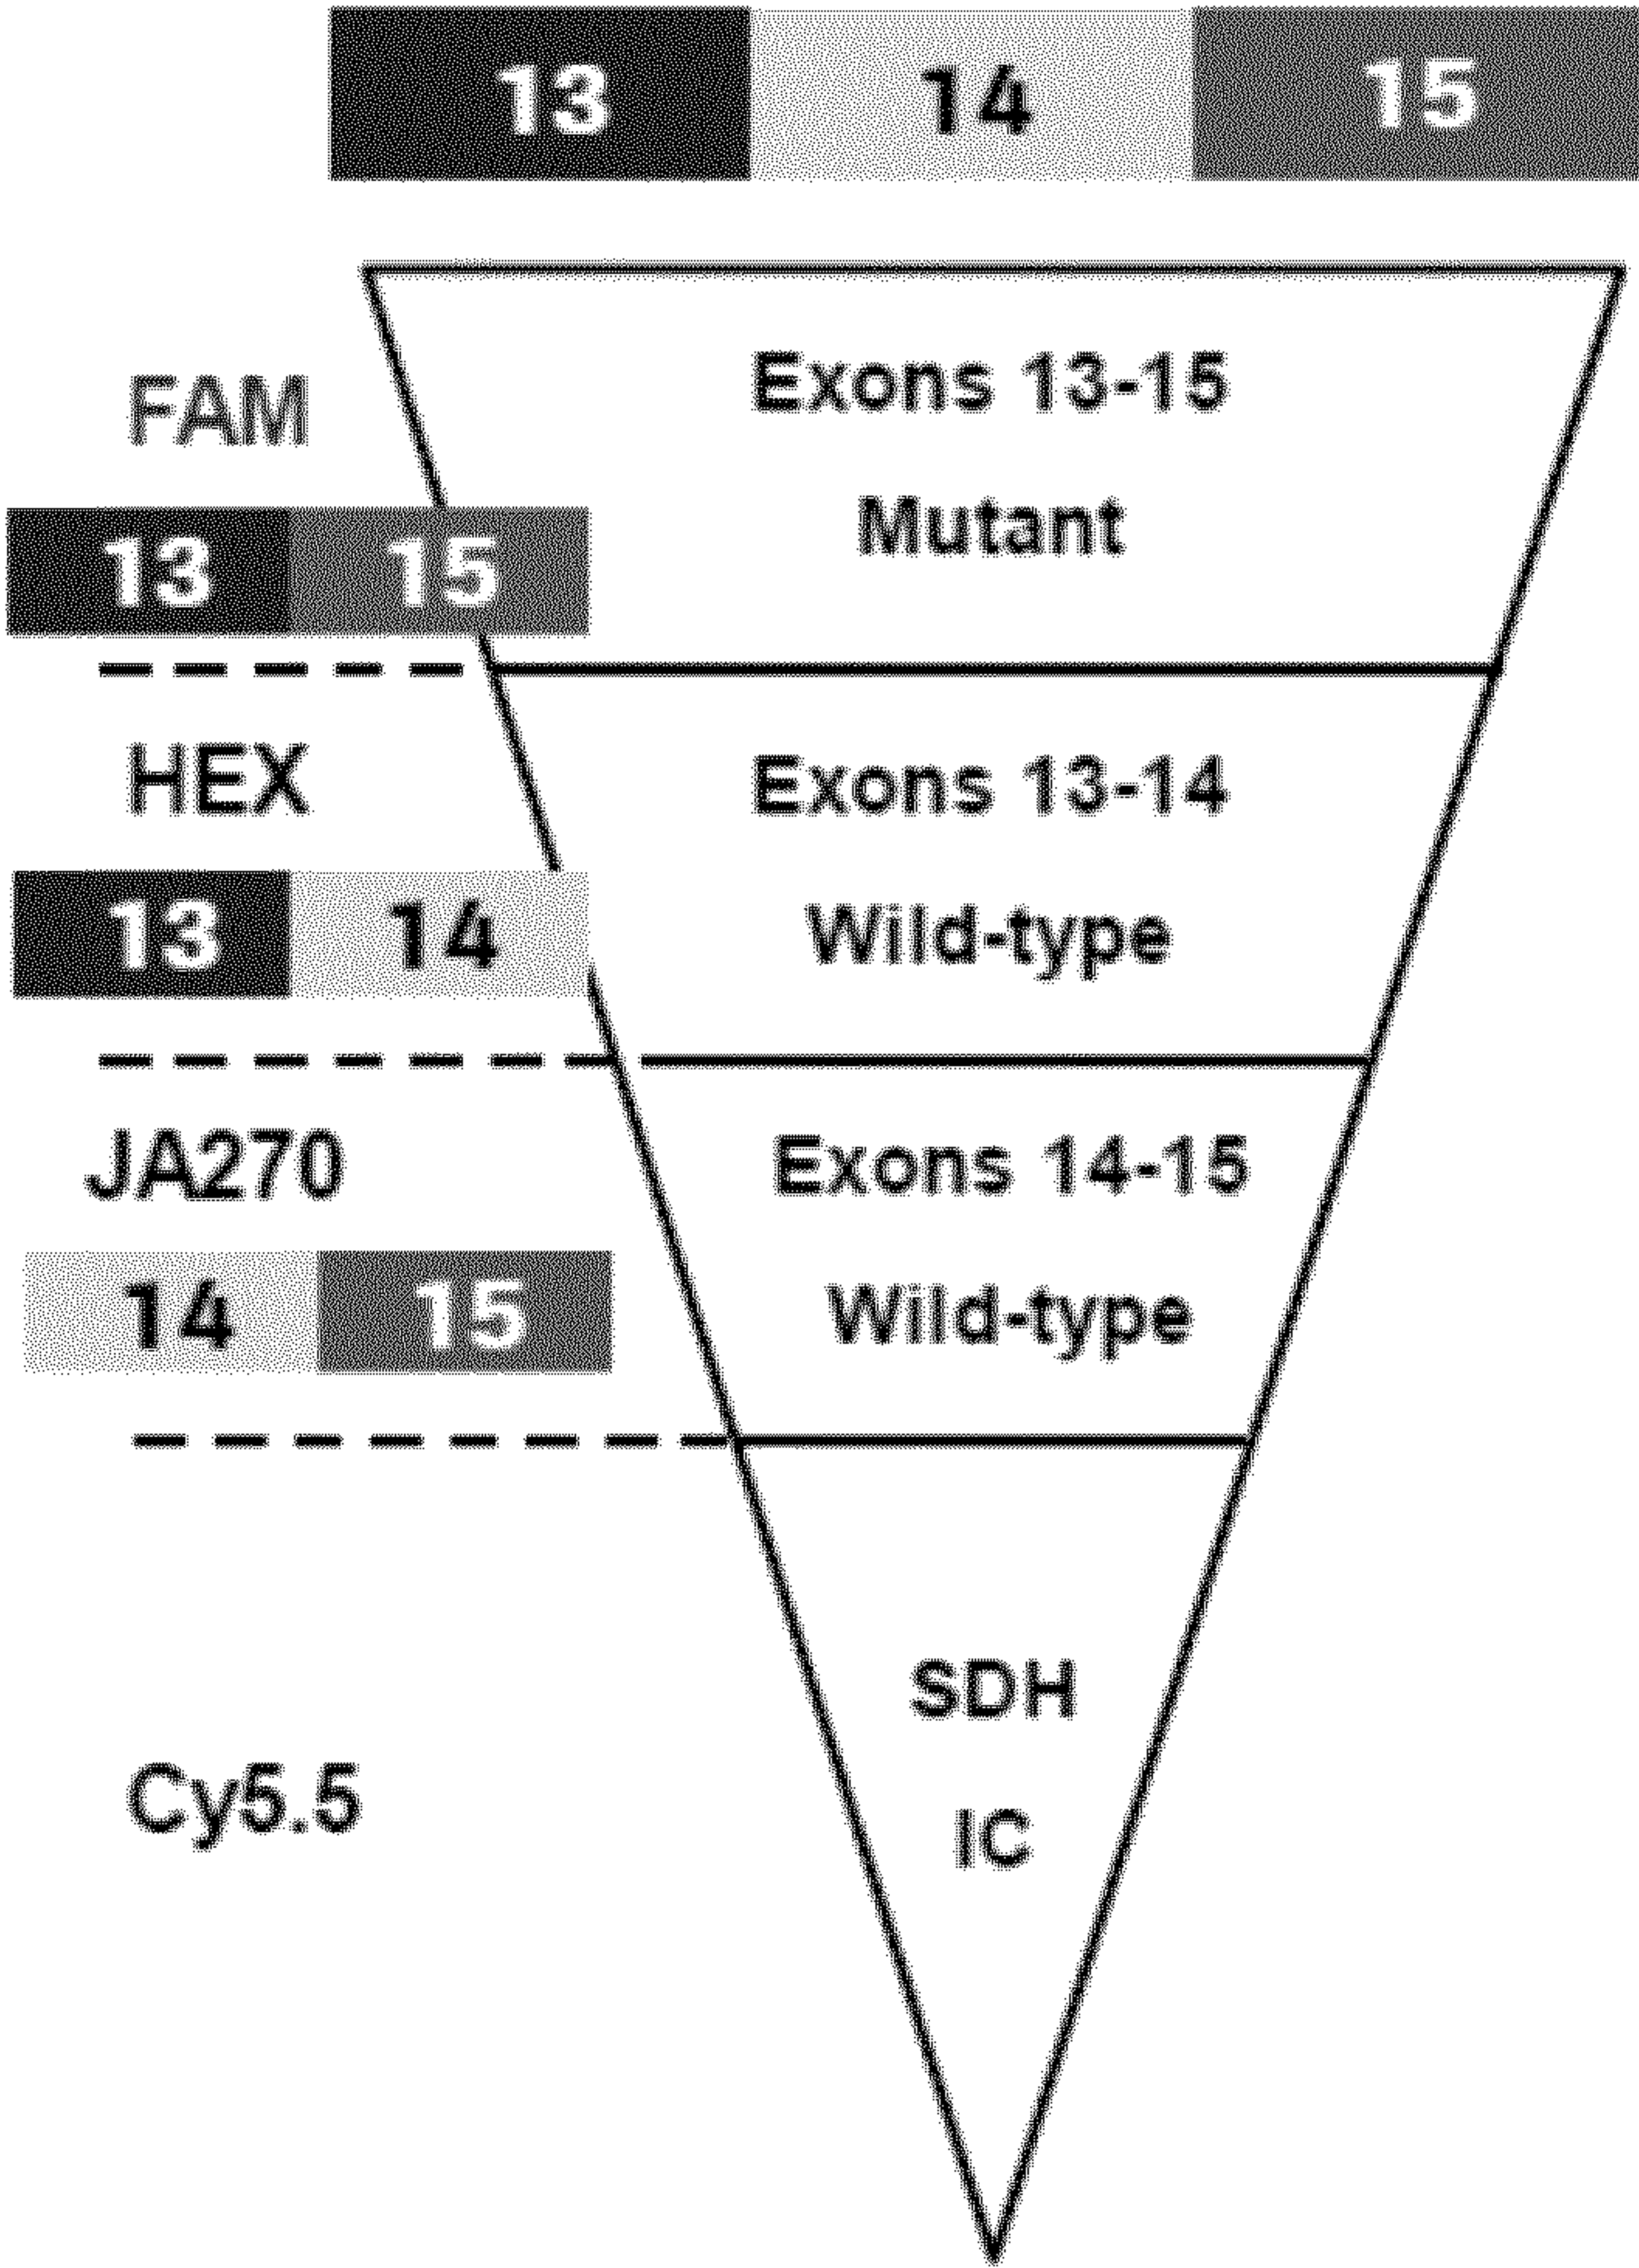 13 14 15
FAM
Exons 13-15
Mutant
13 15
HEX
Exons 13-14
Wild-type
13 14
JA270
Exons 14-15
Wild-type
14 15
Cy5.5
SDH
IC